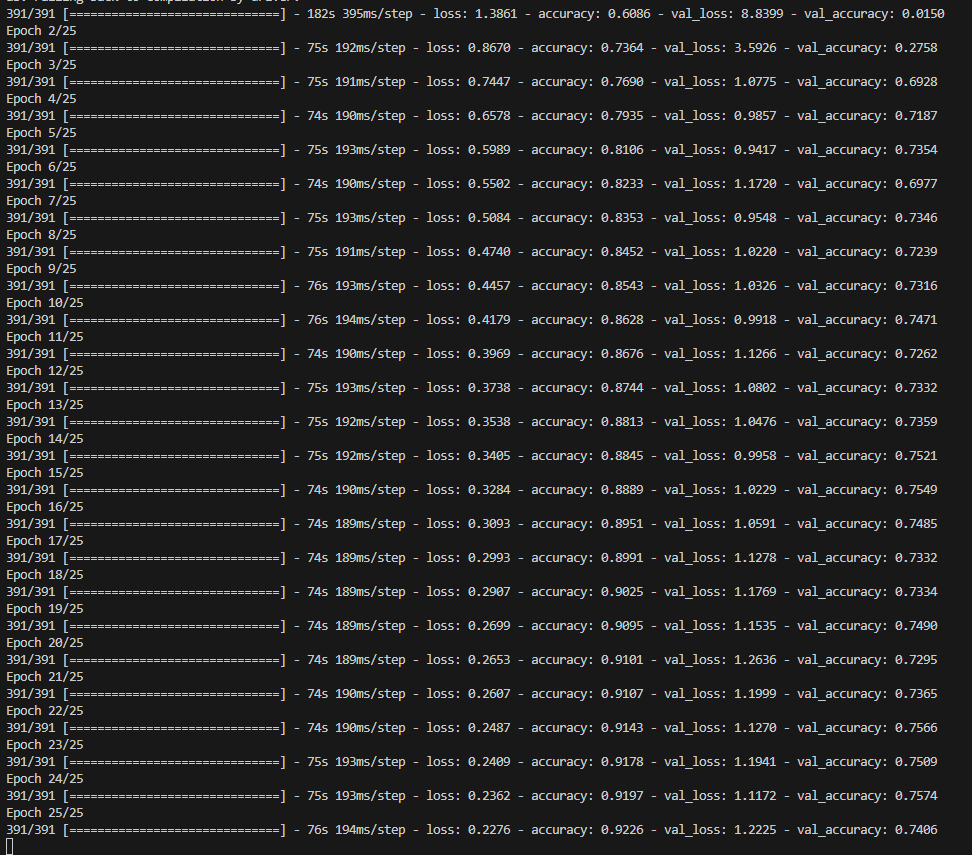 391/391 [==============================] - 182s 395ms/step - loss: 1.3861 - accuracy: 0.6086 - val_loss: 8.8399 - val_accuracy: 0.0150
Epoch 2/25
391/391 [==============================] - 75s 192ms/step - loss: 0.8670 - accuracy: 0.7364 - val_loss: 3.5926 - val_accuracy: 0.2758
Epoch 3/25
391/391 [==============================] - 75s 191ms/step - loss: 0.7447 - accuracy: 0.7690 - val_loss: 1.0775 - val_accuracy: 0.6928
Epoch 4/25
391/391 [==============================] - 74s 190ms/step - loss: 0.6578 - accuracy: 0.7935 - val_loss: 0.9857 - val_accuracy: 0.7187
Epoch 5/25
391/391 [==============================] - 75s 193ms/step - loss: 0.5989 - accuracy: 0.8106 - val_loss: 0.9417 - val_accuracy: 0.7354
Epoch 6/25
391/391 [==============================] - 74s 190ms/step - loss: 0.5502 - accuracy: 0.8233 - val_loss: 1.1720 - val_accuracy: 0.6977
Epoch 7/25
391/391 [==============================] - 75s 193ms/step - loss: 0.5084 - accuracy: 0.8353 - val_loss: 0.9548 - val_accuracy: 0.7346
Epoch 8/25
391/391 [==============================] - 75s 191ms/step - loss: 0.4740 - accuracy: 0.8452 - val_loss: 1.0220 - val_accuracy: 0.7239
Epoch 9/25
391/391 [==============================] - 76s 193ms/step - loss: 0.4457 - accuracy: 0.8543 - val_loss: 1.0326 - val_accuracy: 0.7316
Epoch 10/25
391/391 [==============================] - 76s 194ms/step - loss: 0.4179 - accuracy: 0.8628 - val_loss: 0.9918 - val_accuracy: 0.7471
Epoch 11/25
391/391 [==============================] - 74s 190ms/step - loss: 0.3969 - accuracy: 0.8676 - val_loss: 1.1266 - val_accuracy: 0.7262
Epoch 12/25
391/391 [==============================] - 75s 193ms/step - loss: 0.3738 - accuracy: 0.8744 - val_loss: 1.0802 - val_accuracy: 0.7332
Epoch 13/25
391/391 [==============================] - 75s 192ms/step - loss: 0.3538 - accuracy: 0.8813 - val_loss: 1.0476 - val_accuracy: 0.7359
Epoch 14/25
391/391 [==============================] - 75s 192ms/step - loss: 0.3405 - accuracy: 0.8845 - val_loss: 0.9958 - val_accuracy: 0.7521
Epoch 15/25
391/391 [==============================] - 74s 190ms/step - loss: 0.3284 - accuracy: 0.8889 - val_loss: 1.0229 - val_accuracy: 0.7549
Epoch 16/25
391/391 [==============================] - 74s 189ms/step - loss: 0.3093 - accuracy: 0.8951 - val_loss: 1.0591 - val_accuracy: 0.7485
Epoch 17/25
391/391 [==============================] - 74s 189ms/step - loss: 0.2993 - accuracy: 0.8991 - val_loss: 1.1278 - val_accuracy: 0.7332
Epoch 18/25
391/391 [==============================] - 74s 189ms/step - loss: 0.2907 - accuracy: 0.9025 - val_loss: 1.1769 - val_accuracy: 0.7334
Epoch 19/25
391/391 [==============================] - 74s 189ms/step - loss: 0.2699 - accuracy: 0.9095 - val_loss: 1.1535 - val_accuracy: 0.7490
Epoch 20/25
391/391 [==============================] - 74s 189ms/step - loss: 0.2653 - accuracy: 0.9101 - val_loss: 1.2636 - val_accuracy: 0.7295
Epoch 21/25
391/391 [==============================] - 74s 190ms/step - loss: 0.2607 - accuracy: 0.9107 - val_loss: 1.1999 - val_accuracy: 0.7365
Epoch 22/25
391/391 [==============================] - 74s 190ms/step - loss: 0.2487 - accuracy: 0.9143 - val_loss: 1.1270 - val_accuracy: 0.7566
Epoch 23/25
391/391 [==============================] - 75s 193ms/step - loss: 0.2409 - accuracy: 0.9178 - val_loss: 1.1941 - val_accuracy: 0.7509
Epoch 24/25
391/391 [==============================] - 75s 193ms/step - loss: 0.2362 - accuracy: 0.9197 - val_loss: 1.1172 - val_accuracy: 0.7574
Epoch 25/25
391/391 [==============================] - 76s 194ms/step - loss: 0.2276 - accuracy: 0.9226 - val_loss: 1.2225 - val_accuracy: 0.7406